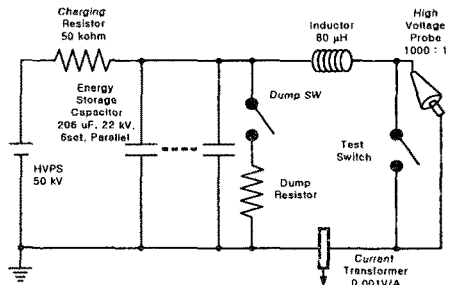 Charging
Resistor
50 kohm
Energy
Storage
Capacitor
206 uF, 22 kV,
6set, Parallel
HVPS
50 kV
Dump SW
Dump
Resistor
Inductor
80 μH
High
Voltage
Probe
1000 : 1
Test
Switch
Current
Transformer
0.001V/A